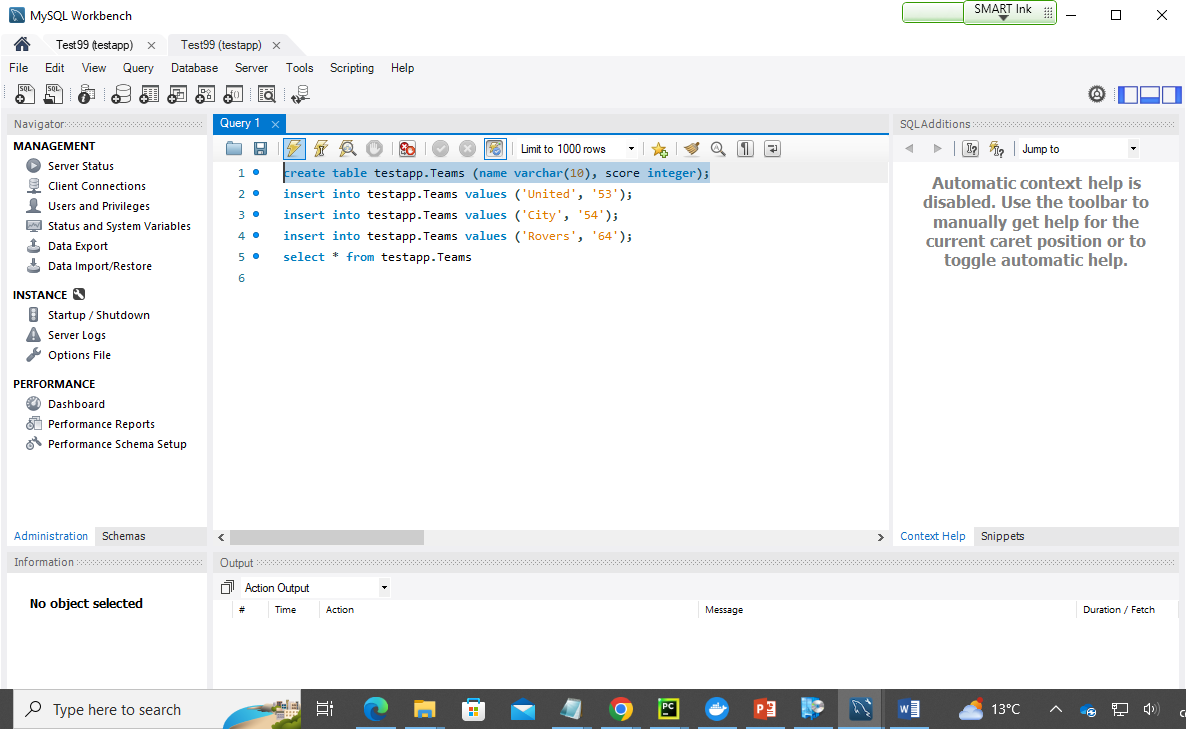 MySQL Workbench
SMART Ink
Test99 (testapp)
Test99 (testapp)
File Edit View Query Database Server Tools Scripting Help
Navigator
MANAGEMENT
Server Status
Client Connections
Users and Privileges
Status and System Variables
Data Export
Data Import/Restore
INSTANCE
Startup / Shutdown
Server Logs
Options File
PERFORMANCE
Dashboard
Performance Reports
Performance Schema Setup
Administration Schemas
Information
No object selected
Query 1
Limit to 1000 rows
1 create table testapp.Teams (name varchar(10), score integer);
2 insert into testapp.Teams values ('United', '53');
3 insert into testapp.Teams values ('City', '54');
4 insert into testapp.Teams values ('Rovers', '64');
5 select * from testapp.Teams
6
SQLAdditions
Jump to
Automatic context help is
disabled. Use the toolbar to
manually get help for the
current caret position or to
toggle automatic help.
Context Help Snippets
Output
Action Output
# Time Action Message Duration / Fetch
Type here to search
13°C